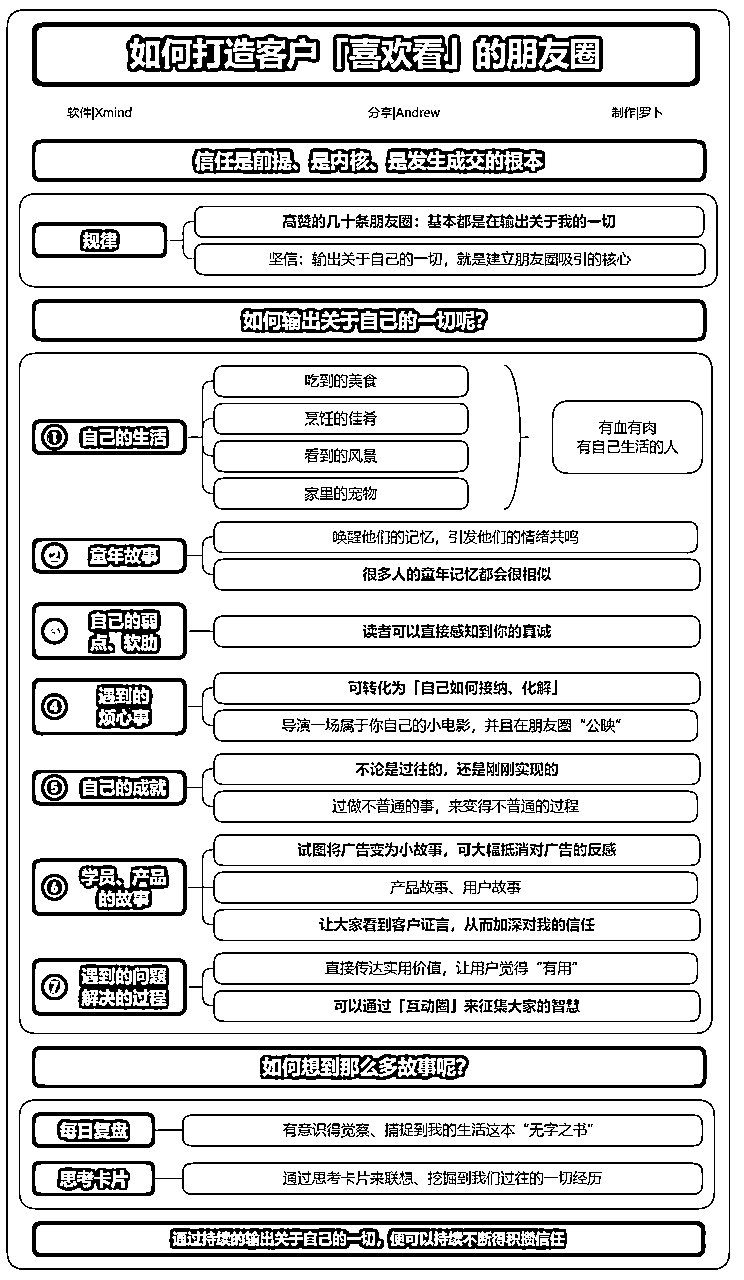 如何打造客户「喜欢看」的朋友圈
软件|Xmind
分享|Andrew
制作|罗卜
信任是前提、是内核、是发生成交的根本
规律
高赞的几十条朋友圈：基本都是在输出关于我的一切
坚信：输出关于自己的一切，就是建立朋友圈吸引的核心
如何输出关于自己的一切呢？
① 自己的生活
吃到的美食
烹饪的佳肴
看到的风景
家里的宠物
有血有肉
有自己生活的人
② 童年故事
唤醒他们的记忆，引发他们的情绪共鸣
很多人的童年记忆都会很相似
③ 自己的弱
点、软肋
读者可以直接感知到你的真诚
④ 遇到的
烦心事
可转化为「自己如何接纳、化解」
导演一场属于你自己的小电影，并且在朋友圈“公映”
⑤ 自己的成就
不论是过往的，还是刚刚实现的
过做不普通的事，来变得不普通的过程
⑥ 学员、产品
的故事
试图将广告变为小故事，可大幅抵消对广告的反感
产品故事、用户故事
让大家看到客户证言，从而加深对我的信任
⑦ 遇到的问题
解决的过程
直接传达实用价值，让用户觉得“有用”
可以通过「互动圈」来征集大家的智慧
如何想到那么多故事呢？
每日复盘
有意识得觉察、捕捉到我的生活这本“无字之书”
思考卡片
通过思考卡片来联想、挖掘到我们过往的一切经历
通过持续的输出关于自己的一切，便可以持续不断得积攒信任